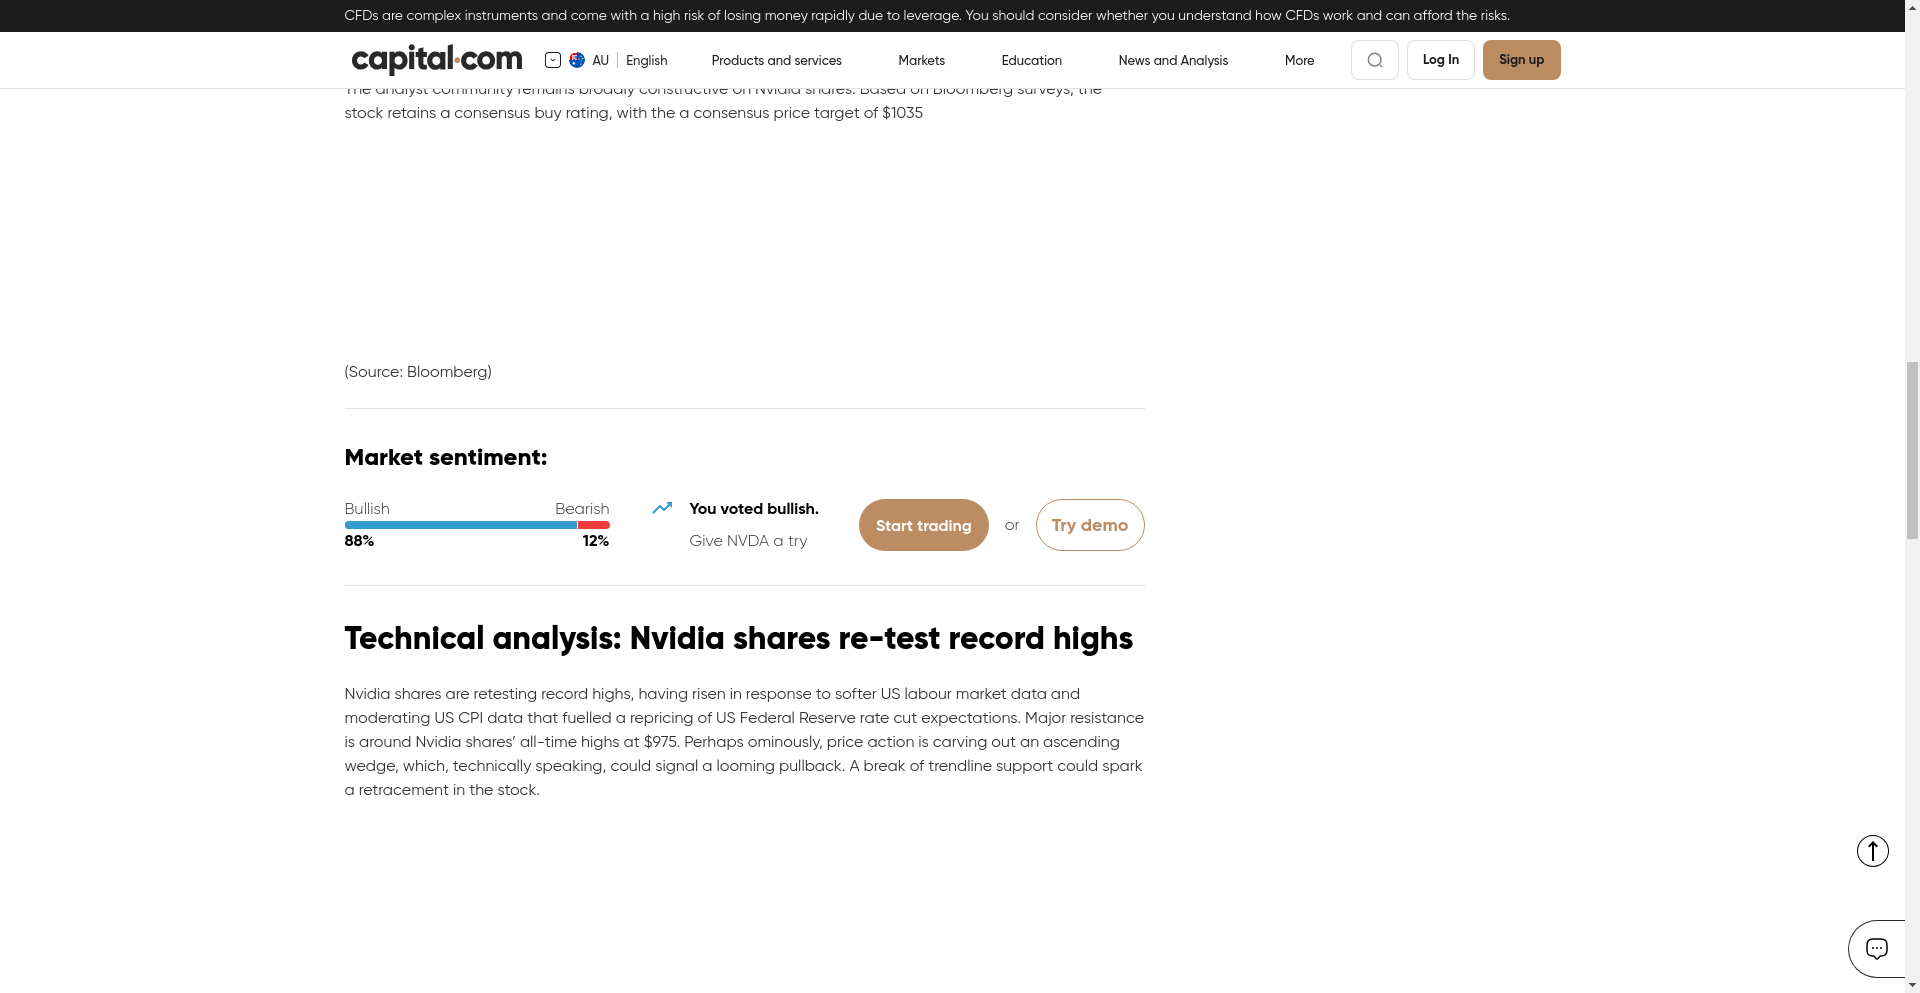 CFDs are complex instruments and come with a high risk of losing money rapidly due to leverage. You should consider whether you understand how CFDs work and can afford the risks.
capital.com
AU English
Products and services
Markets
Education
News and Analysis
More
Log In
Sign up
The analyst community remains broadly constructive on Nvidia shares. Based on Bloomberg surveys, the
stock retains a consensus buy rating, with the a consensus price target of $1035
(Source: Bloomberg)
Market sentiment:
Bullish Bearish
88% 12%
You voted bullish.
Give NVDA a try
Start trading or Try demo
Technical analysis: Nvidia shares re-test record highs
Nvidia shares are retesting record highs, having risen in response to softer US labour market data and
moderating US CPI data that fuelled a repricing of US Federal Reserve rate cut expectations. Major resistance
is around Nvidia shares’ all-time highs at $975. Perhaps ominously, price action is carving out an ascending
wedge, which, technically speaking, could signal a looming pullback. A break of trendline support could spark
a retracement in the stock.